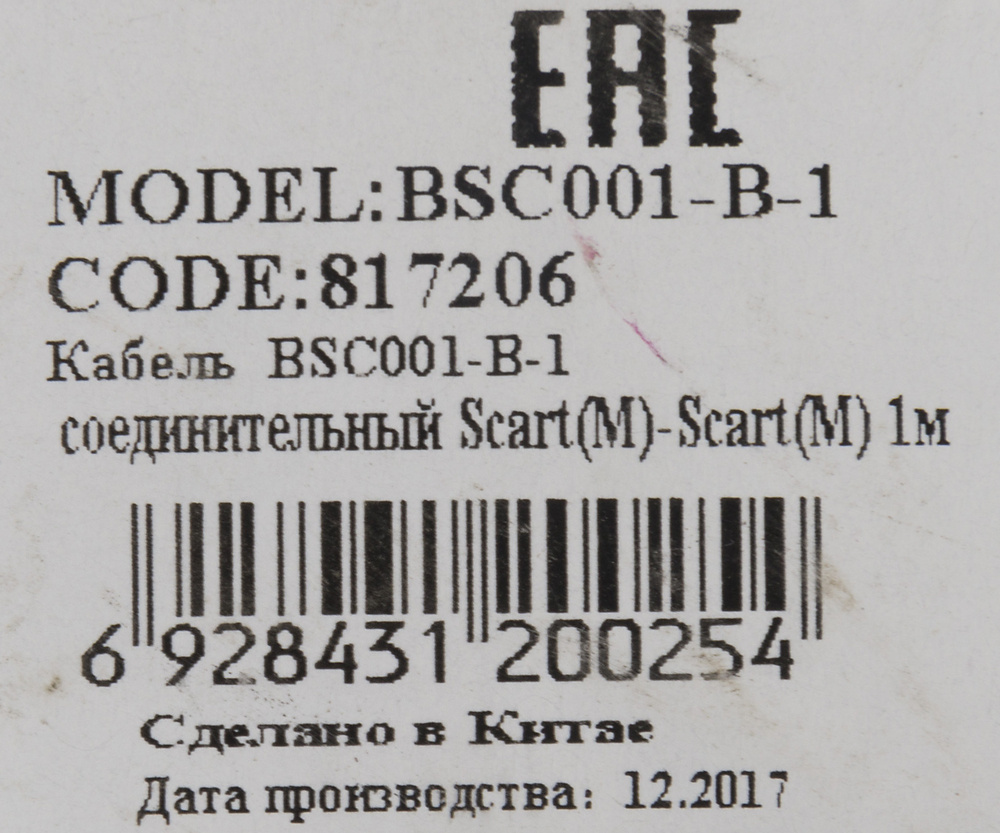 EAC
MODEL:BSC001-B-1
CODE:817206
Кабель BSC001-B-1
соединительный Scart(M)-Scart(M) 1м
6 928431 200254
Сделано в Китае
Дата производства: 12.2017